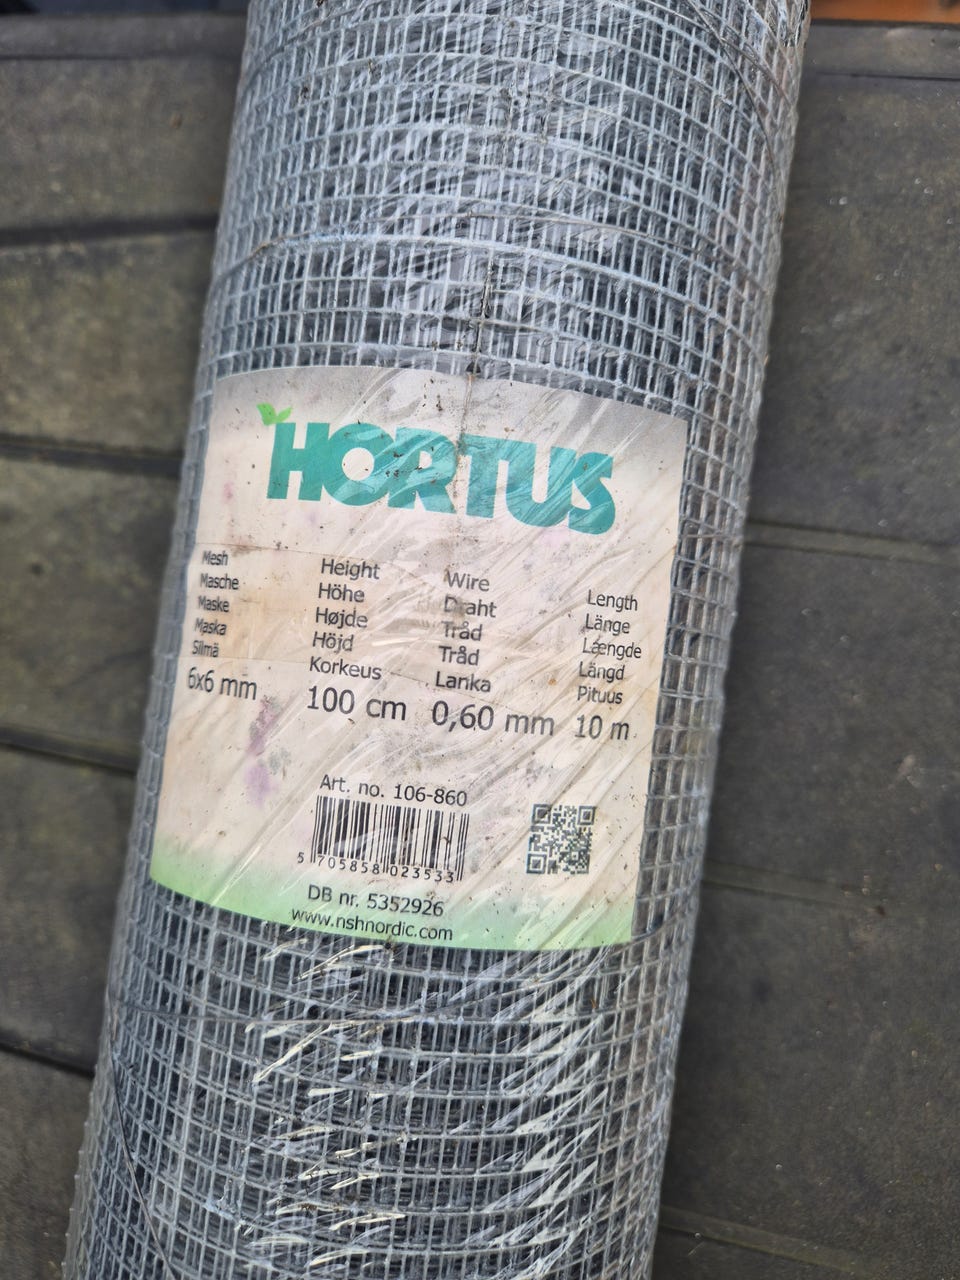 HORTUS
Mesh
Masche
Maske
Maska
Silmä
6x6 mm
Height
Höhe
Højde
Höjd
Korkeus
100 cm
Wire
Draht
Tråd
Tråd
Lanka
0,60 mm
Length
Länge
Længde
Längd
Pituus
10 m
Art. no. 106-860
5 705858 023533
DB nr. 5352926
www.nshnordic.com